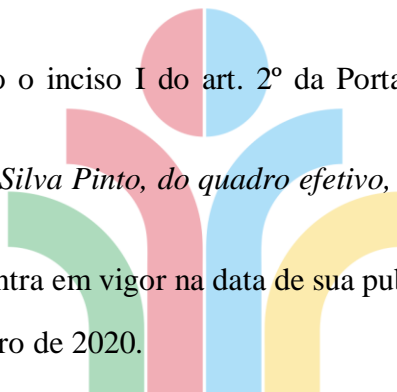 o o inciso I do art. 2º da Porta
Silva Pinto, do quadro efetivo,
ntra em vigor na data de sua pub
ro de 2020.